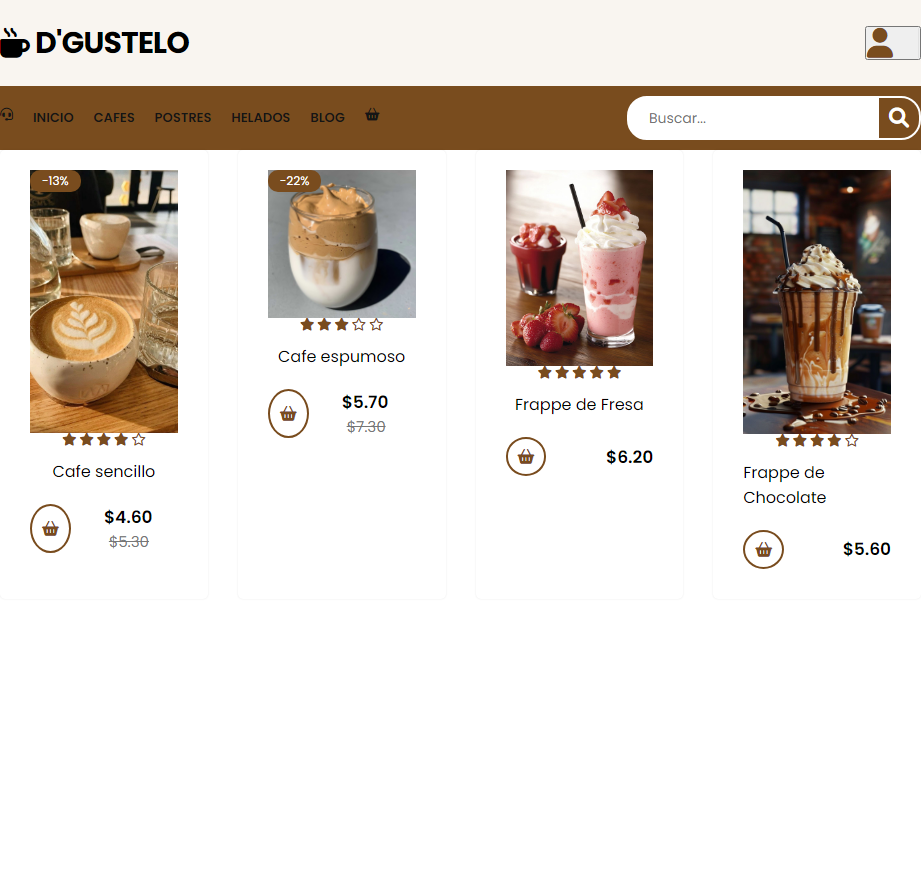 D'GUSTELO
INICIO CAFES POSTRES HELADOS BLOG
Buscar...
-13%
Cafe sencillo
$4.60
$5.30
-22%
Cafe espumoso
$5.70
$7.30
Frappe de Fresa
$6.20
Frappe de
Chocolate
$5.60